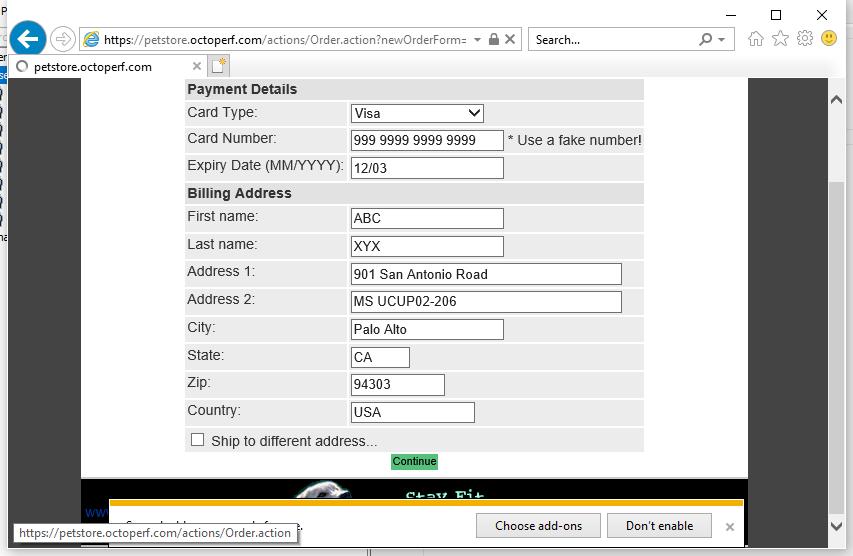 https://petstore.octoperf.com/actions/Order.action?newOrderForm=
Search...
petstore.octoperf.com
Payment Details
Card Type: Visa
Card Number: 999 9999 9999 9999 * Use a fake number!
Expiry Date (MM/YYYY): 12/03
Billing Address
First name: ABC
Last name: XYX
Address 1: 901 San Antonio Road
Address 2: MS UCUP02-206
City: Palo Alto
State: CA
Zip: 94303
Country: USA
Ship to different address...
Continue
Stay Fit
Choose add-ons Don't enable
https://petstore.octoperf.com/actions/Order.action